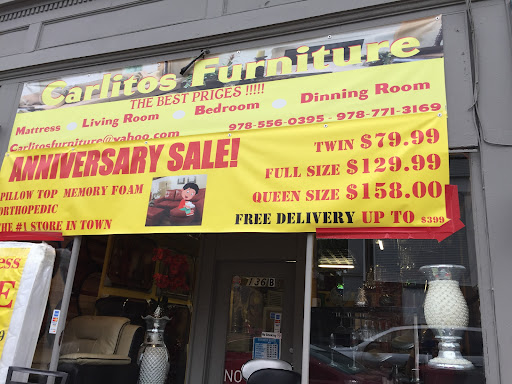 Carlitos Furniture
THE BEST PRICES !!!!!
Mattress Living Room Bedroom Dinning Room
Carlitosfurniture@yahoo.com 978-556-0395 - 978-771-3169
ANNIVERSARY SALE!
TWIN $79.99
FULL SIZE $129.99
QUEEN SIZE $158.00
PILLOW TOP MEMORY FOAM
ORTHOPEDIC
THE #1 STORE IN TOWN
FREE DELIVERY UP TO $399
NO